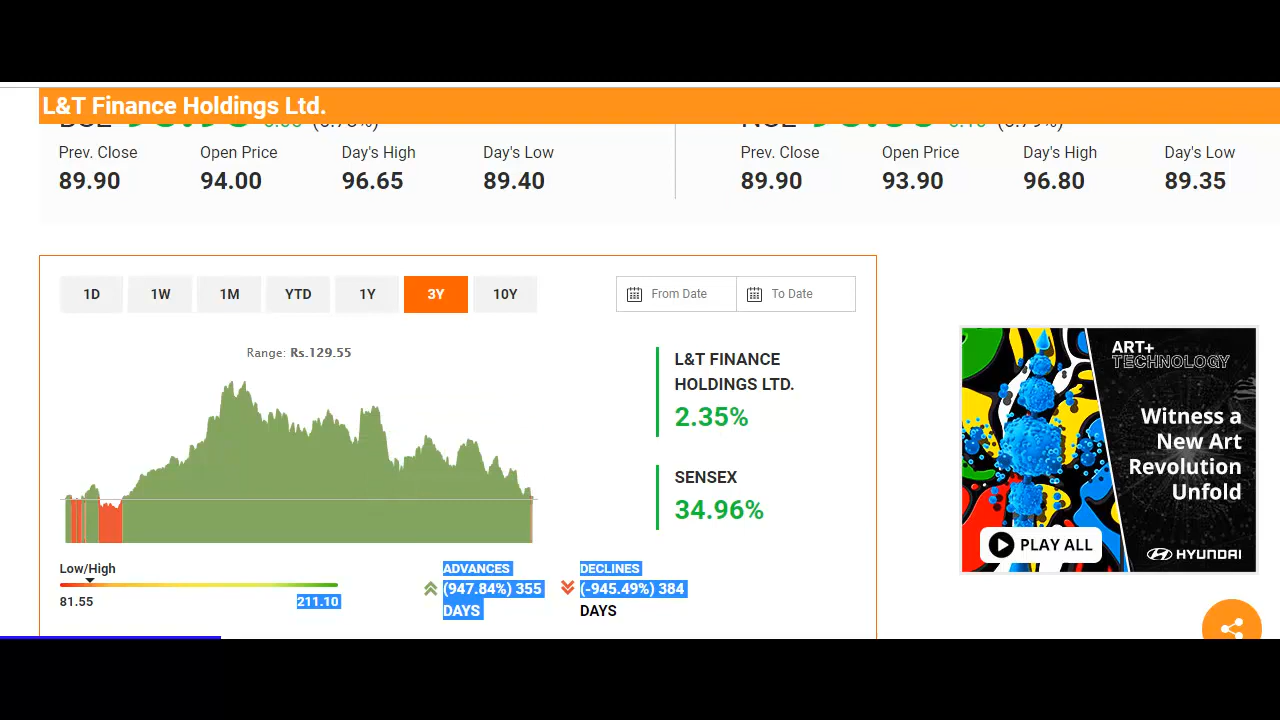 L&T Finance Holdings Ltd.
Prev. Close Open Price Day's High Day's Low
89.90 94.00 96.65 89.40
Prev. Close Open Price Day's High Day's Low
89.90 93.90 96.80 89.35
1D 1W 1M YTD 1Y 3Y 10Y
From Date To Date
Range: Rs.129.55
L&T FINANCE
HOLDINGS LTD.
2.35%
SENSEX
34.96%
Low/High
81.55 211.10
ADVANCES
(947.84%) 355
DAYS
DECLINES
(-945.49%) 384
DAYS
ART+
TECHNOLOGY
Witness a
New Art
Revolution
Unfold
PLAY ALL
HYUNDAI